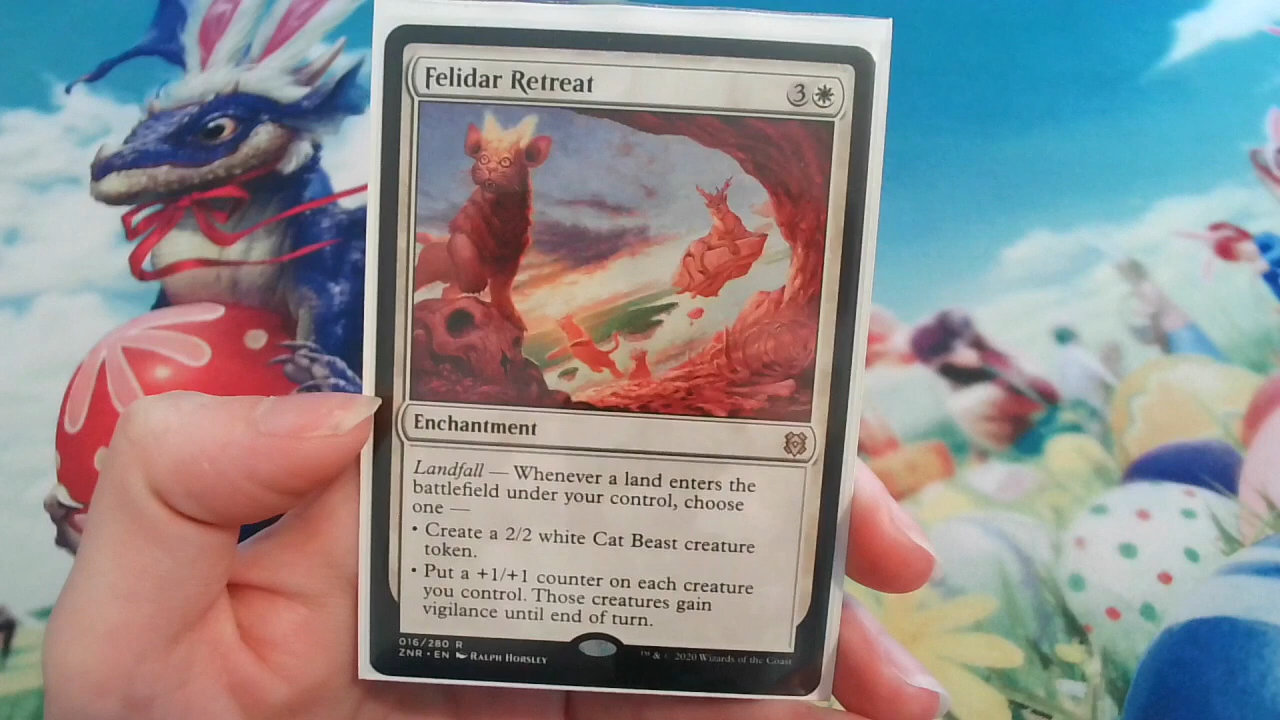 Felidar Retreat 3
Enchantment
Landfall — Whenever a land enters the
battlefield under your control, choose
one —
• Create a 2/2 white Cat Beast creature
token.
• Put a +1/+1 counter on each creature
you control. Those creatures gain
vigilance until end of turn.
016/280 R
ZNR • EN Ralph Horsley
™ & © 2020 Wizards of the Coast